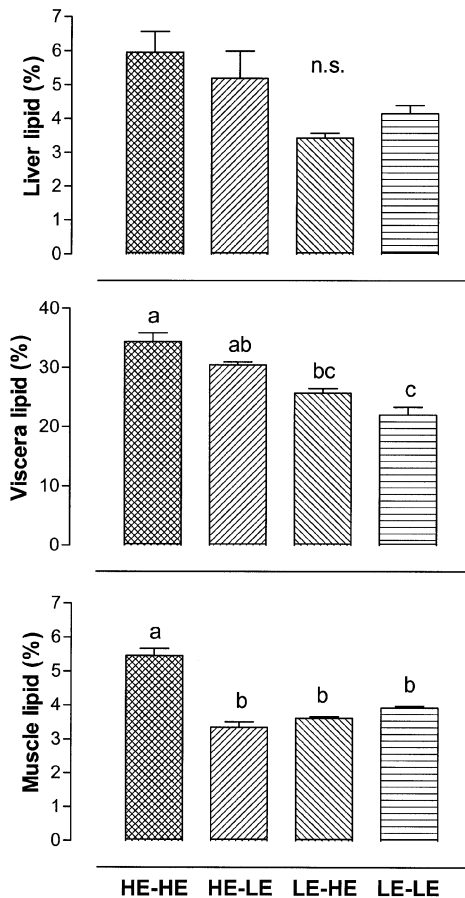 7
6
5
4
3
2
1
0
Liver lipid (%)
n.s.
40
30
20
10
0
Viscera lipid (%)
a
ab
bc
c
7
6
5
4
3
2
1
0
Muscle lipid (%)
a
b
b
b
HE-HE HE-LE LE-HE LE-LE